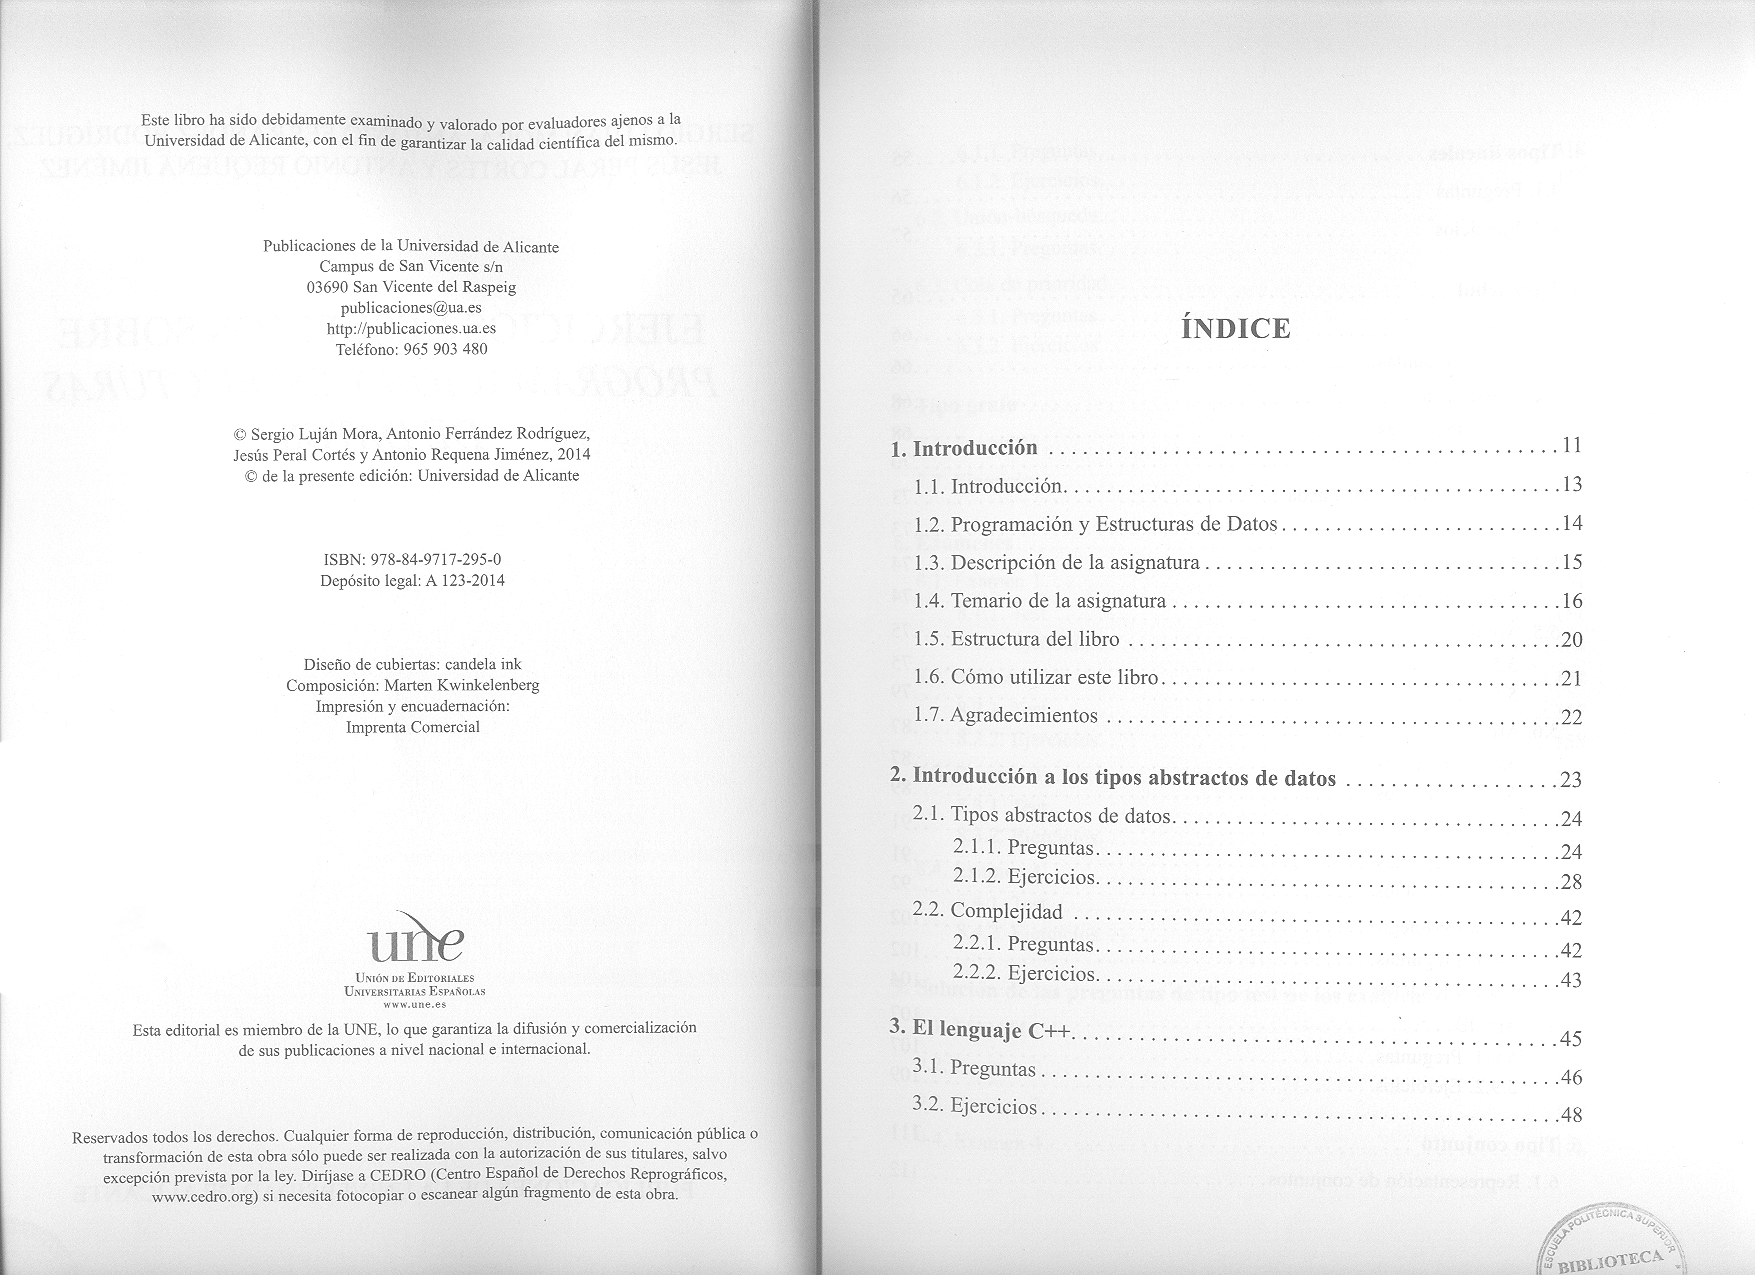 Este libro ha sido debidamente examinado y valorado por evaluadores ajenos a la
Universidad de Alicante, con el fin de garantizar la calidad científica del mismo.
Publicaciones de la Universidad de Alicante
Campus de San Vicente s/n
03690 San Vicente del Raspeig
publicaciones@ua.es
http://publicaciones.ua.es
Teléfono: 965 903 480
© Sergio Luján Mora, Antonio Ferrández Rodríguez,
Jesús Peral Cortés y Antonio Requena Jiménez, 2014
© de la presente edición: Universidad de Alicante
ISBN: 978-84-9717-295-0
Depósito legal: A 123-2014
Diseño de cubiertas: candela ink
Composición: Marten Kwinkelenberg
Impresión y encuadernación:
Imprenta Comercial
une
Unión de Editoriales
Universitarias Españolas
www.une.es
Esta editorial es miembro de la UNE, lo que garantiza la difusión y comercialización
de sus publicaciones a nivel nacional e internacional.
Reservados todos los derechos. Cualquier forma de reproducción, distribución, comunicación pública o
transformación de esta obra sólo puede ser realizada con la autorización de sus titulares, salvo
excepción prevista por la ley. Diríjase a CEDRO (Centro Español de Derechos Reprográficos,
www.cedro.org) si necesita fotocopiar o escanear algún fragmento de esta obra.
ÍNDICE
1. Introducción . . . . . . . . . . 11
1.1. Introducción. . . . . . . . . . 13
1.2. Programación y Estructuras de Datos . . . . . . . . . . 14
1.3. Descripción de la asignatura . . . . . . . . . . 15
1.4. Temario de la asignatura . . . . . . . . . . 16
1.5. Estructura del libro . . . . . . . . . . 20
1.6. Cómo utilizar este libro. . . . . . . . . . 21
1.7. Agradecimientos . . . . . . . . . . 22
2. Introducción a los tipos abstractos de datos . . . . . . . . . . 23
2.1. Tipos abstractos de datos. . . . . . . . . . 24
2.1.1. Preguntas. . . . . . . . . . 24
2.1.2. Ejercicios. . . . . . . . . . 28
2.2. Complejidad . . . . . . . . . . 42
2.2.1. Preguntas. . . . . . . . . . 42
2.2.2. Ejercicios. . . . . . . . . . 43
3. El lenguaje C++. . . . . . . . . . 45
3.1. Preguntas . . . . . . . . . . 46
3.2. Ejercicios . . . . . . . . . . 48
ESCUELA POLITÉCNICA SUPERIOR
BIBLIOTECA